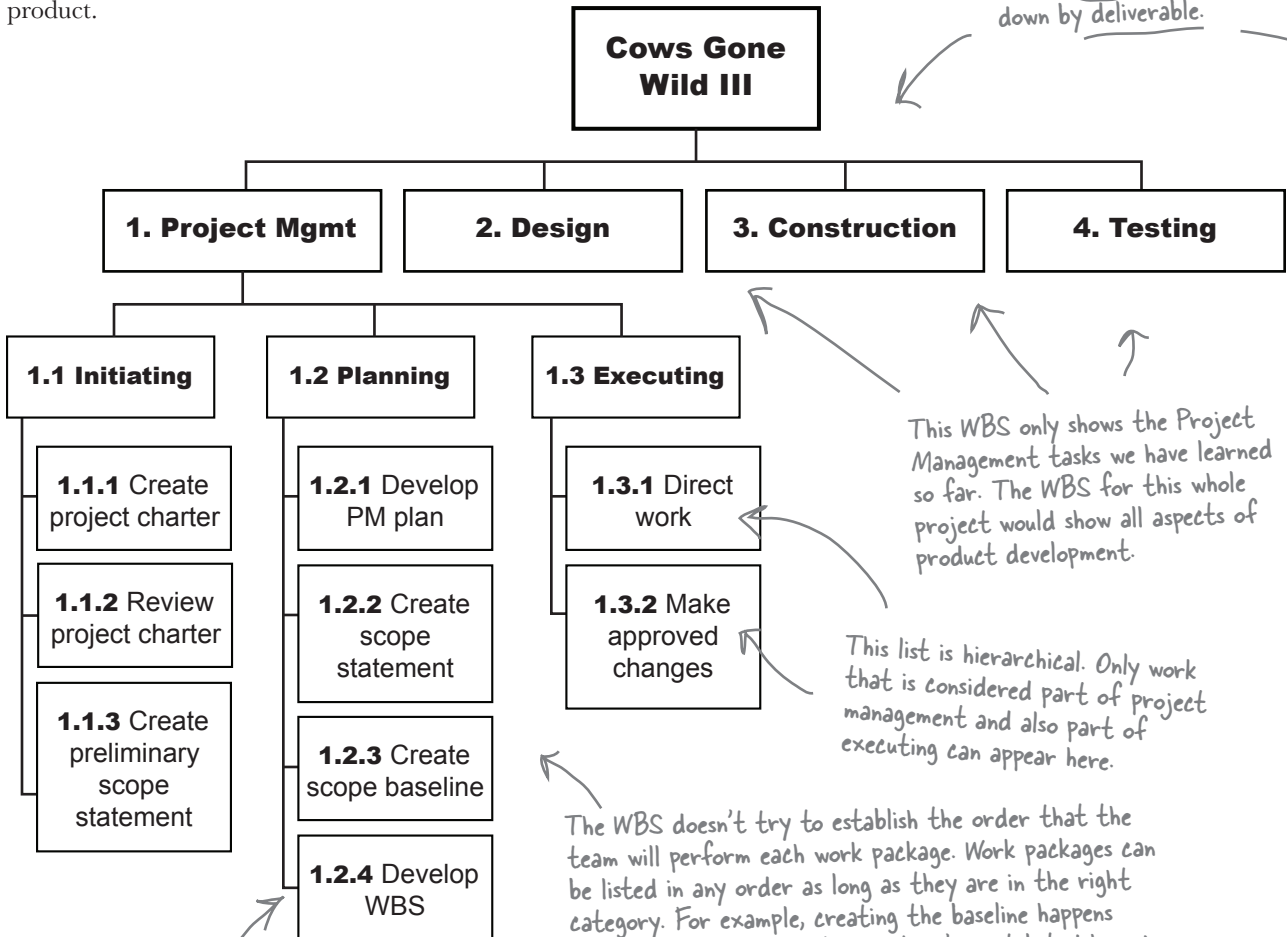 product.
down by deliverable.
Cows Gone
Wild III
1. Project Mgmt
2. Design
3. Construction
4. Testing
1.1 Initiating
1.2 Planning
1.3 Executing
1.1.1 Create
project charter
1.1.2 Review
project charter
1.1.3 Create
preliminary
scope
statement
1.2.1 Develop
PM plan
1.2.2 Create
scope
statement
1.2.3 Create
scope baseline
1.2.4 Develop
WBS
1.3.1 Direct
work
1.3.2 Make
approved
changes
This WBS only shows the Project
Management tasks we have learned
so far. The WBS for this whole
project would show all aspects of
product development.
This list is hierarchical. Only work
that is considered part of project
management and also part of
executing can appear here.
The WBS doesn't try to establish the order that the
team will perform each work package. Work packages can
be listed in any order as long as they are in the right
category. For example, creating the baseline happens